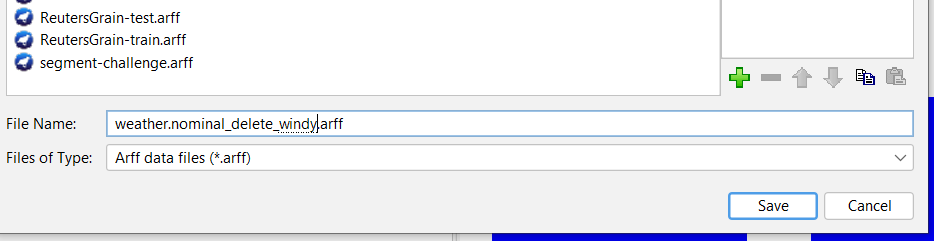 ReutersGrain-test.arff
ReutersGrain-train.arff
segment-challenge.arff
File Name: weather.nominal_delete_windy.arff
Files of Type: Arff data files (*.arff)
Save Cancel